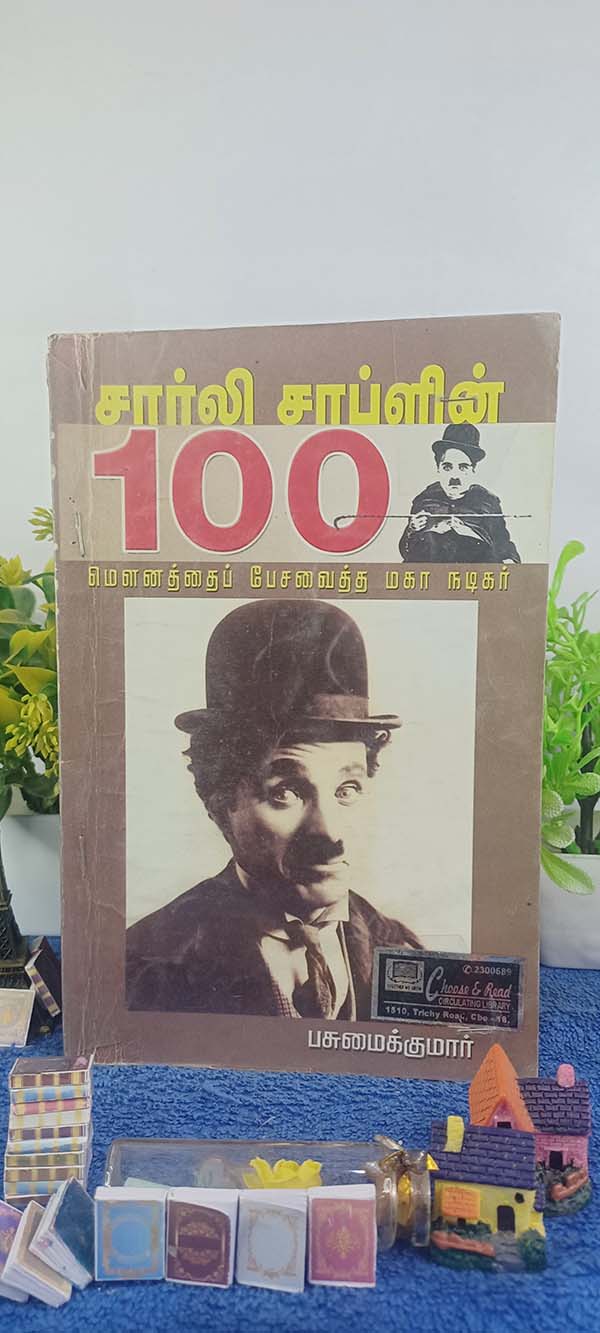 சார்லி சாப்ளின்
100
மௌனத்தைப் பேசவைத்த மகா நடிகர்
✆2300689
Choose & Read
CIRCULATING LIBRARY
1510, Trichy Road, Cbe - 18.
பசுமைக்குமார்